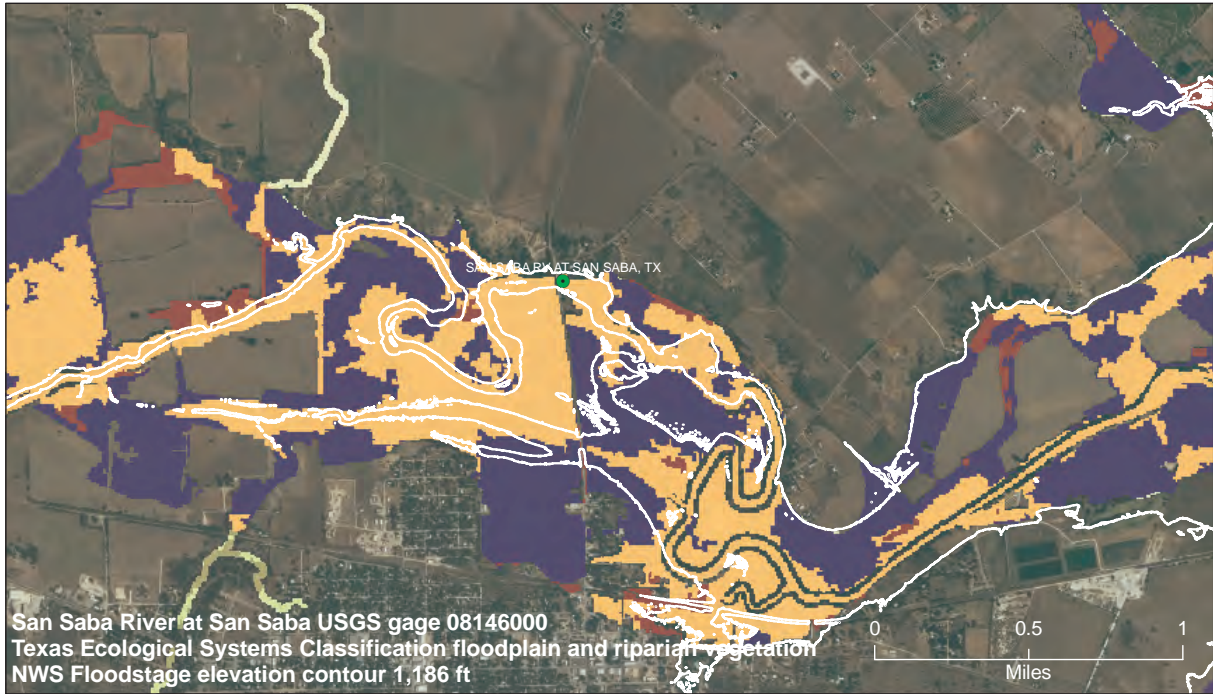 SAN SABA RV AT SAN SABA, TX
San Saba River at San Saba USGS gage 08146000
Texas Ecological Systems Classification floodplain and riparian vegetation
NWS Floodstage elevation contour 1,186 ft
0 0.5 1
Miles